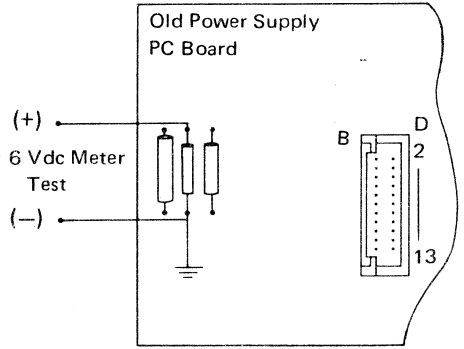 Old Power Supply
PC Board
(+)
6 Vdc Meter
Test
(—)
B
D
2
13